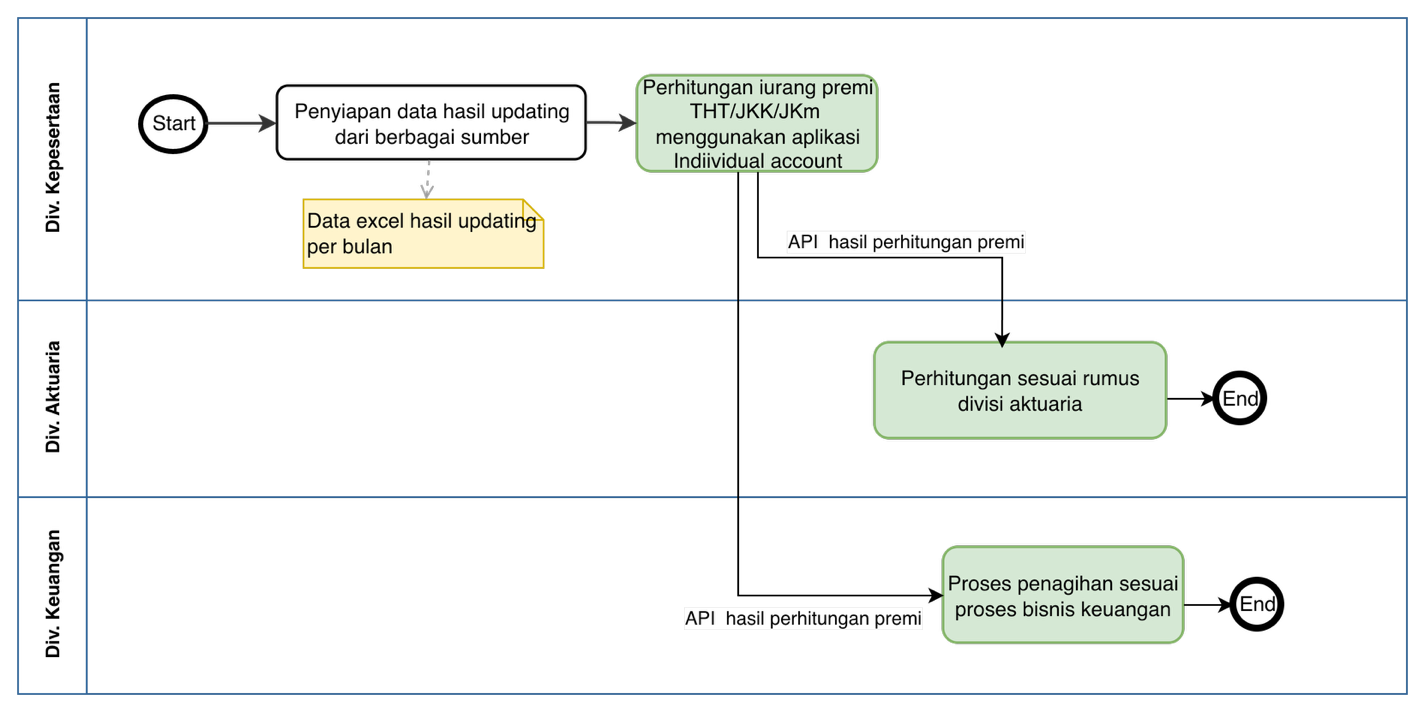 Div. Kepesertaan
Start
Penyiapan data hasil updating
dari berbagai sumber
Perhitungan iurang premi
THT/JKK/JKm
menggunakan aplikasi
Indiividual account
Data excel hasil updating
per bulan
API  hasil perhitungan premi
Div. Aktuaria
Perhitungan sesuai rumus
divisi aktuaria
End
Div. Keuangan
Proses penagihan sesuai
proses bisnis keuangan
End
API  hasil perhitungan premi